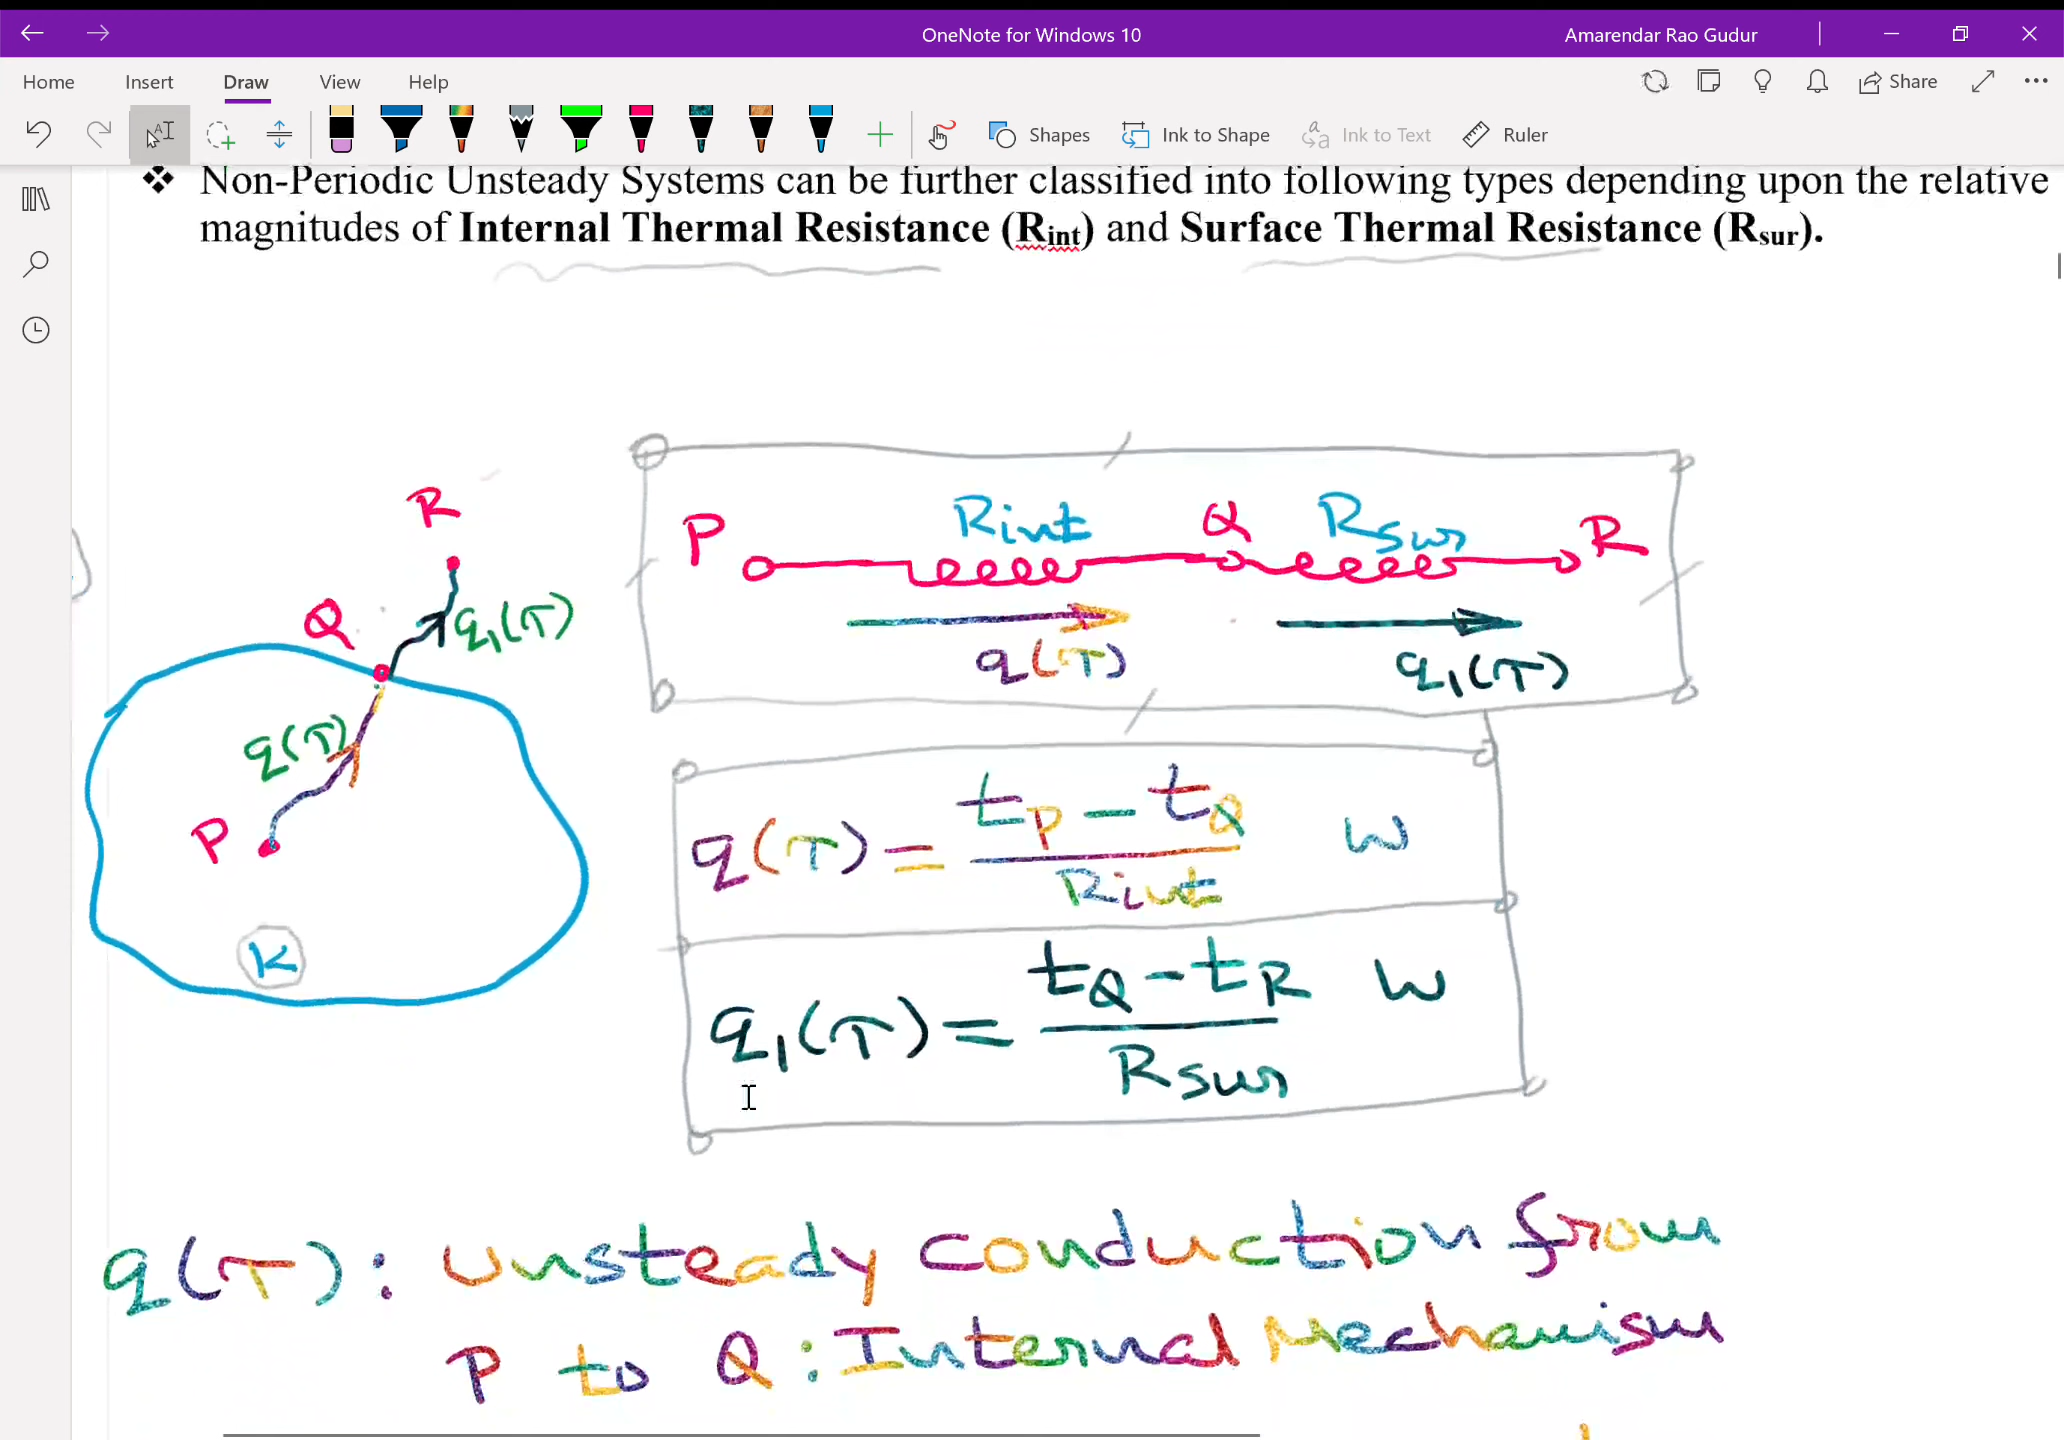 OneNote for Windows 10
Amarendar Rao Gudur
Home Insert Draw View Help
Share
Shapes Ink to Shape Ink to Text Ruler
❖ Non-Periodic Unsteady Systems can be further classified into following types depending upon the relative
magnitudes of Internal Thermal Resistance (Rint) and Surface Thermal Resistance (Rsur).
R
Q
q1(τ)
q(τ)
P
K
P Rint Q Rsur R
q(τ) q1(τ)
q(τ) = tP - tQ / Rint W
q1(τ) = tQ - tR / Rsur W
q(τ): Unsteady conduction from
P to Q : Internal Mechanism